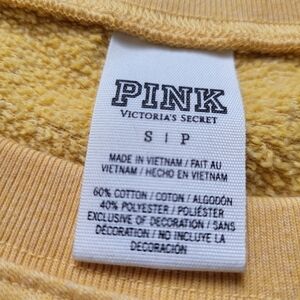 PINK
VICTORIA'S SECRET
S | P
MADE IN VIETNAM / FAIT AU
VIETNAM / HECHO EN VIETNAM
60% COTTON / COTON / ALGODÓN
40% POLYESTER / POLIÉSTER
EXCLUSIVE OF DECORATION / SANS
DÉCORATION / NO INCLUYE LA
DECORACIÓN